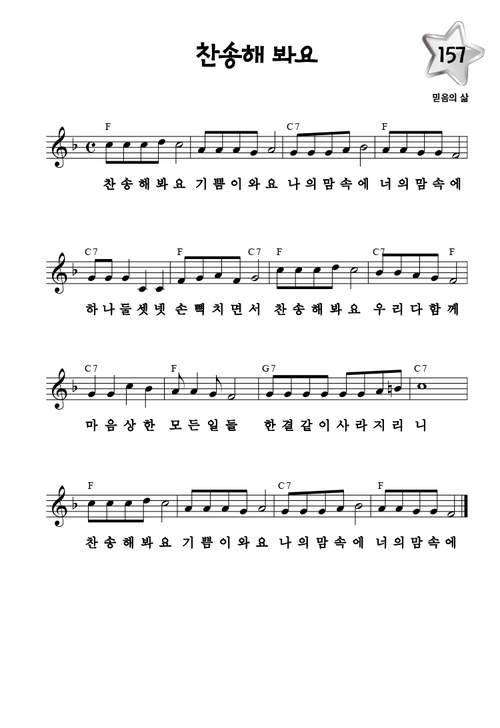 찬송해 봐요
157
믿음의 삶
F C7 F
찬송해봐요 기쁨이와요 나의맘속에 너의맘속에
C7 F C7 F C7 F
하나둘셋넷 손뼉치면서 찬송해봐요 우리다함께
C7 F G7 C7
마음상한 모든일들 한결같이사라지리니
F C7 F
찬송해봐요 기쁨이와요 나의맘속에 너의맘속에